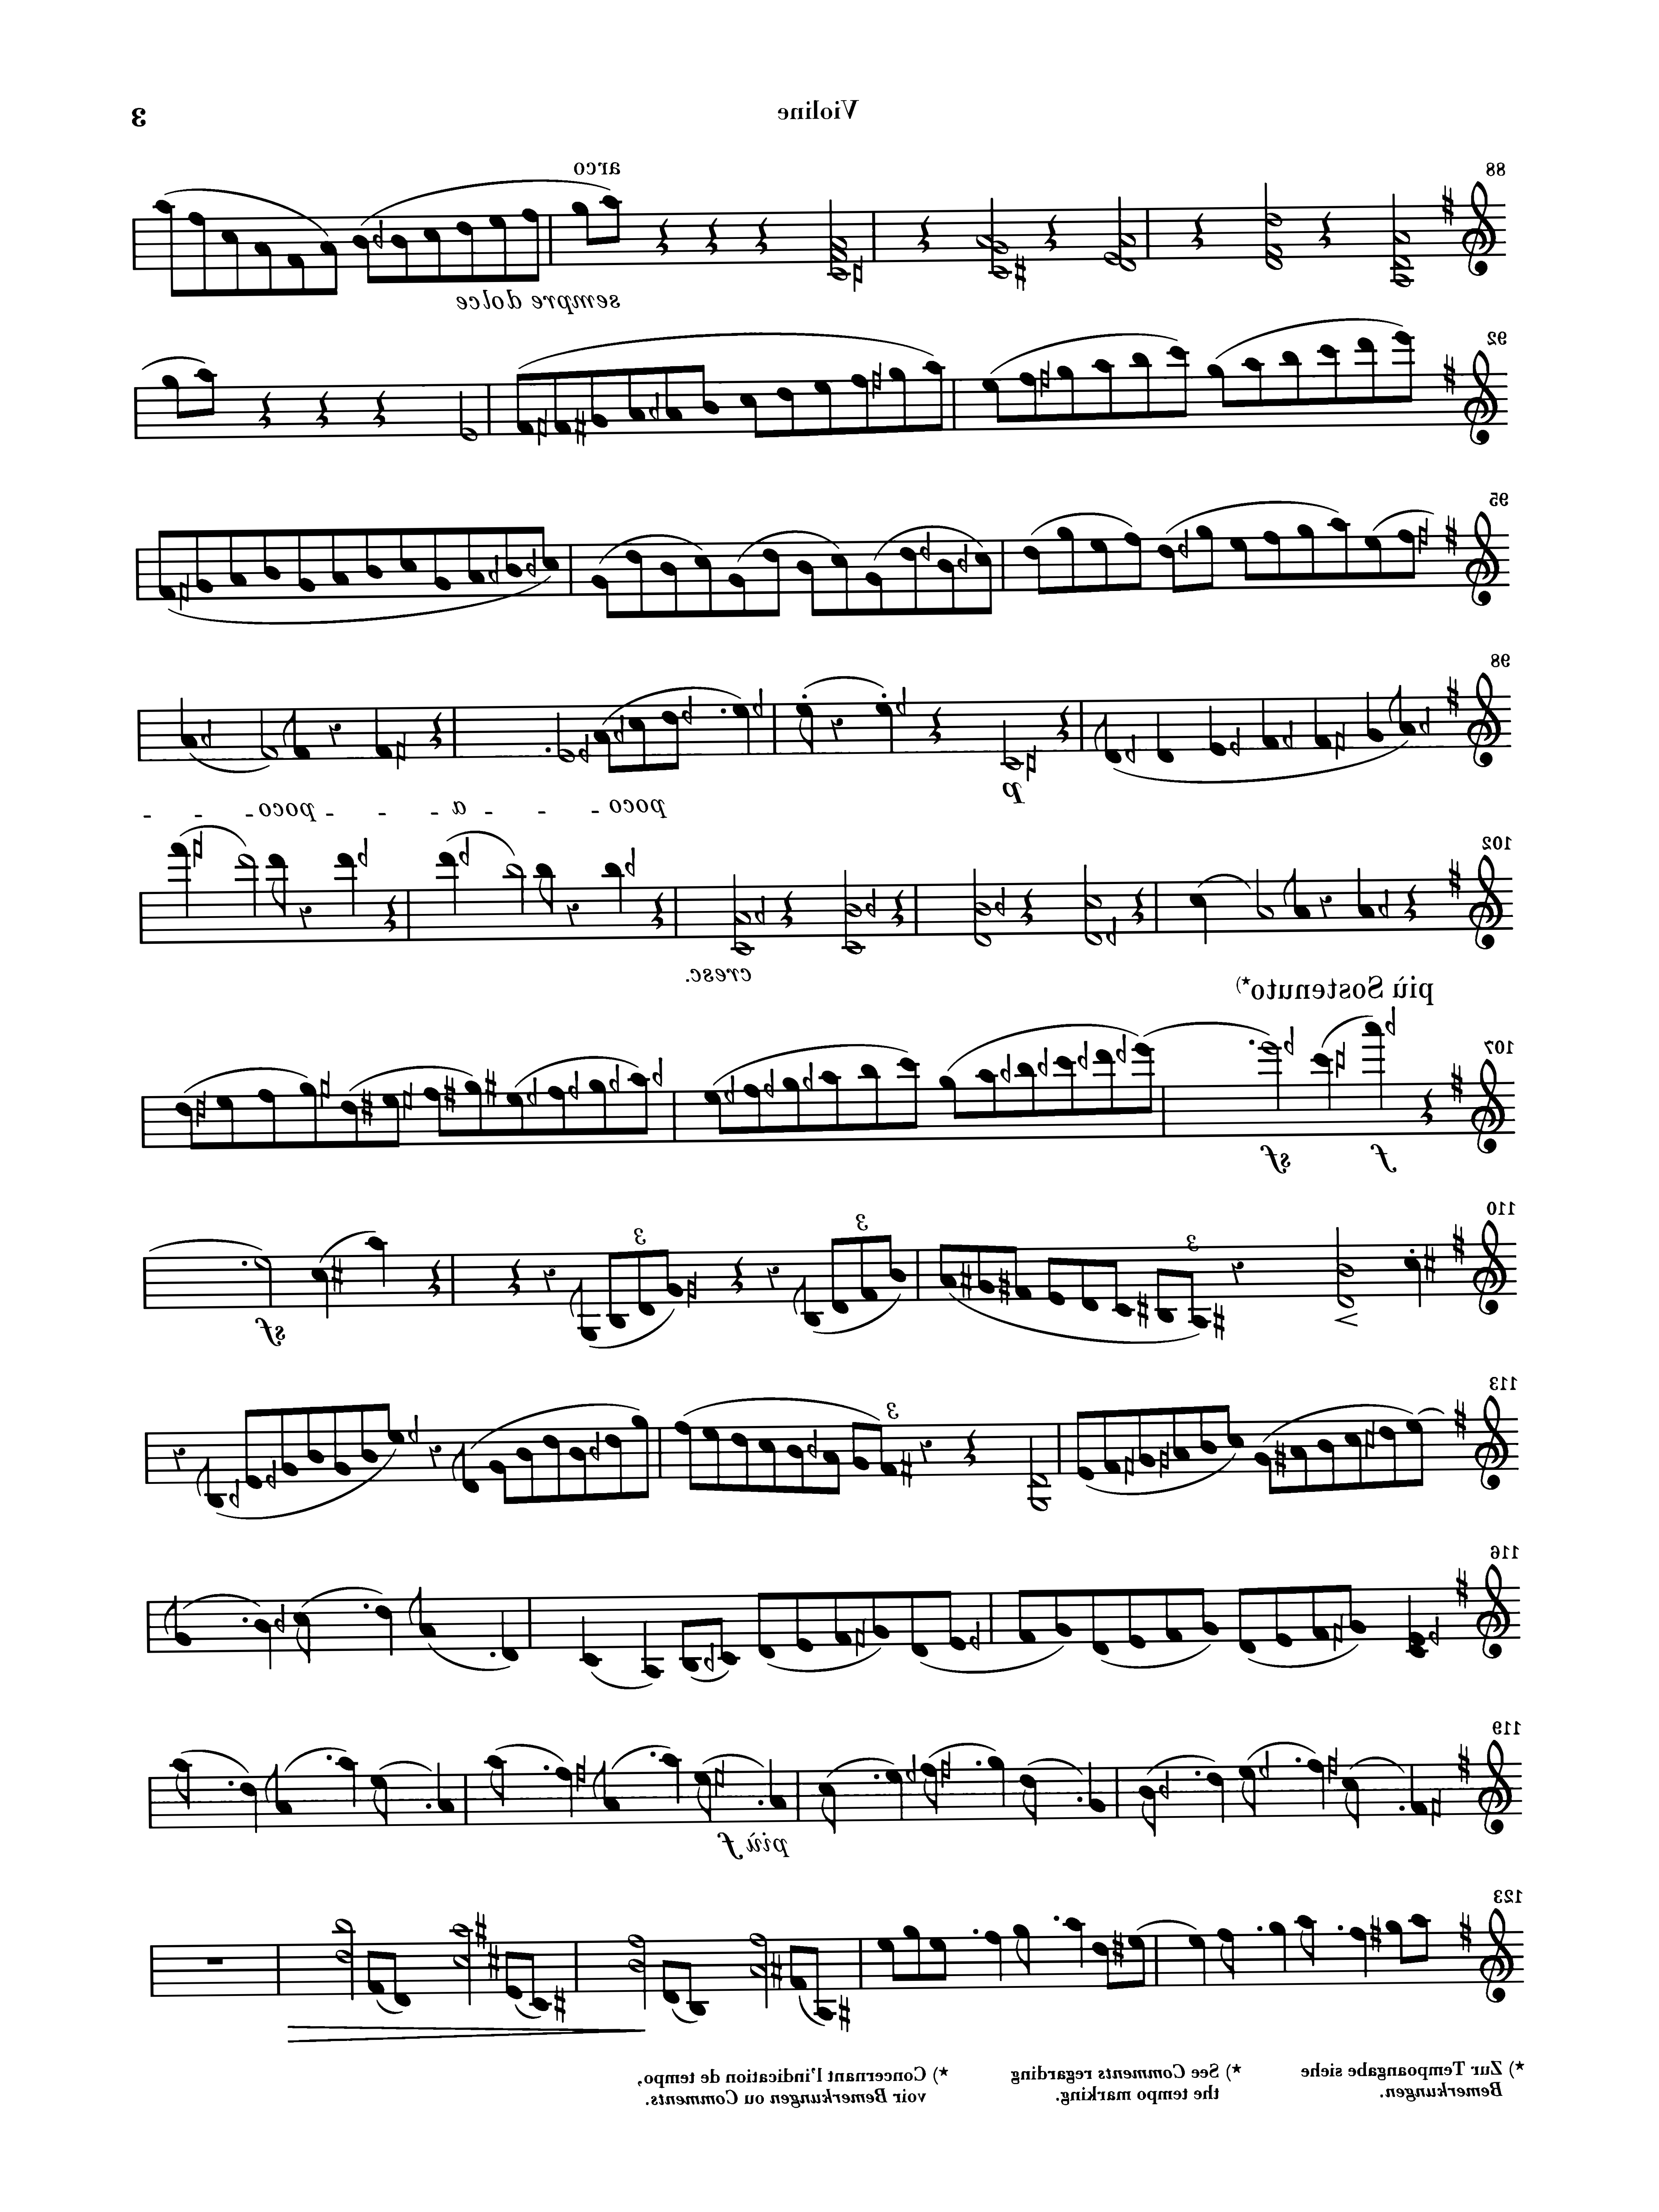 Violine
3
88
arco
sempre dolce
92
95
98
p
poco - - - a - - - poco - - -
102
cresc.
più Sostenuto*)
107
f
sf
110
3
3
3
sf
113
3
116
119
più f
123
*) Zur Tempoangabe siehe
Bemerkungen.
*) See Comments regarding
the tempo marking.
*) Concernant l'indication de tempo,
voir Bemerkungen ou Comments.